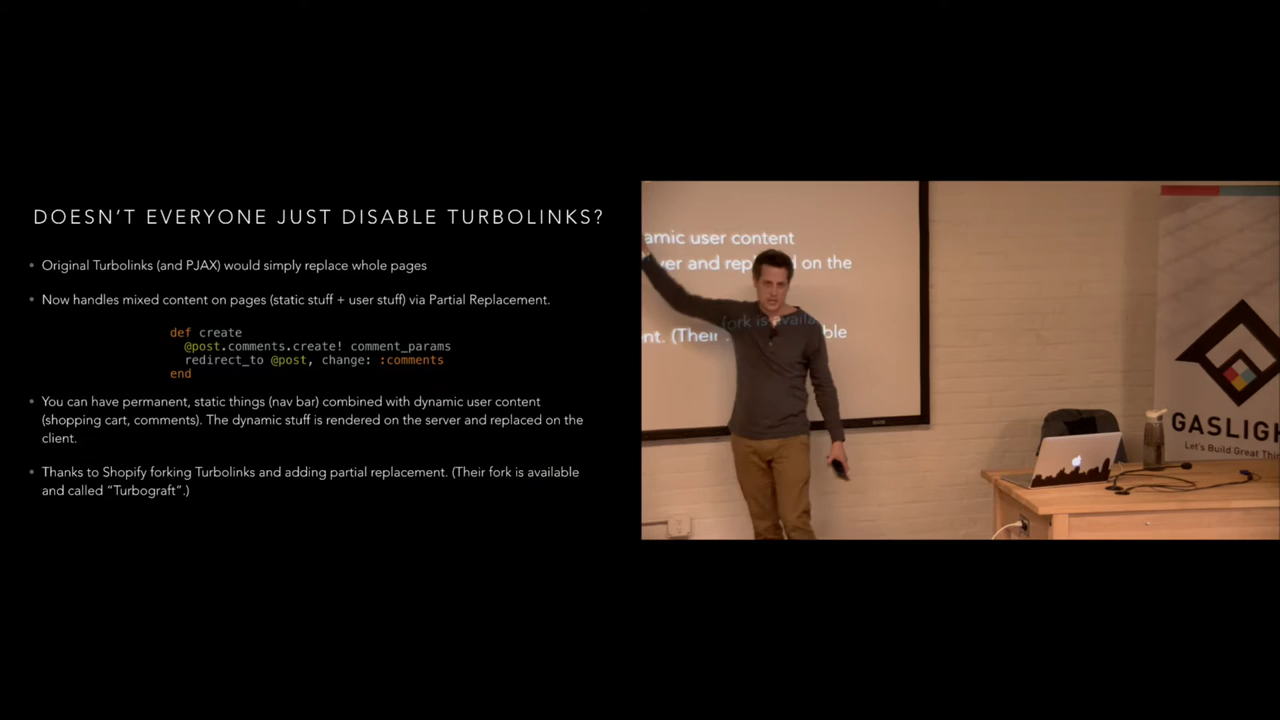 DOESN'T EVERYONE JUST DISABLE TURBOLINKS?
• Original Turbolinks (and PJAX) would simply replace whole pages
• Now handles mixed content on pages (static stuff + user stuff) via Partial Replacement.
def create
@post.comments.create! comment_params
redirect_to @post, change: :comments
end
• You can have permanent, static things (nav bar) combined with dynamic user content
(shopping cart, comments). The dynamic stuff is rendered on the server and replaced on the
client.
• Thanks to Shopify forking Turbolinks and adding partial replacement. (Their fork is available
and called “Turbograft”.)
amic user content
ver and repl d on the
fork is availa
nt. (Their ble
GASLIGH
Let's Build Great Thin